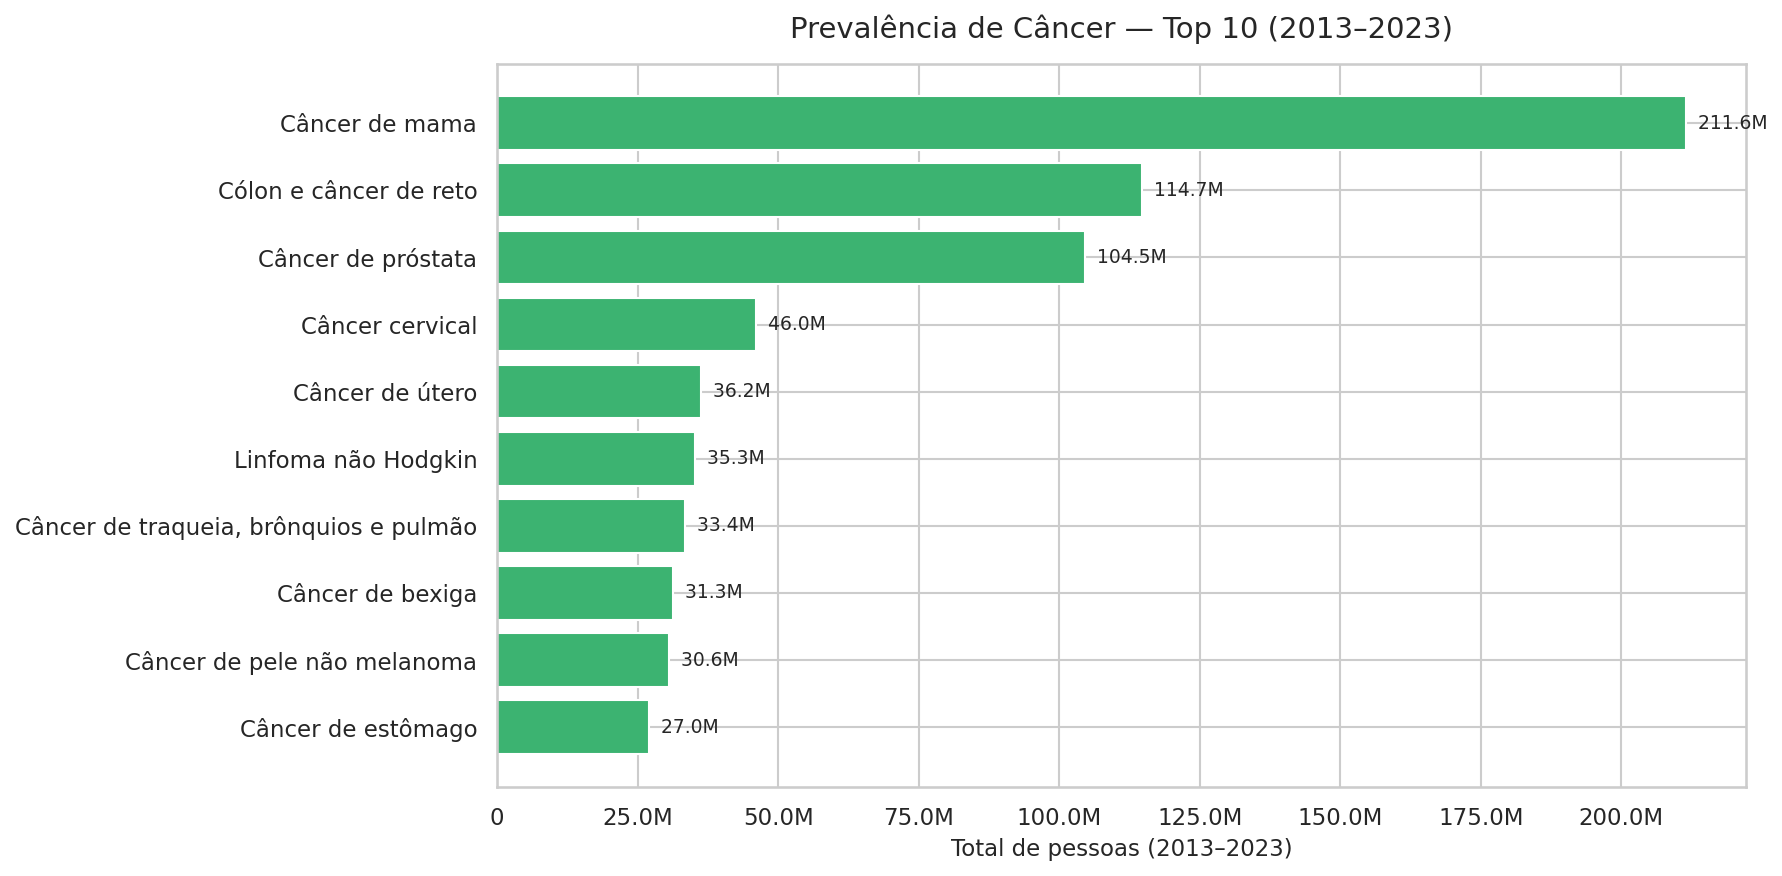 Prevalência de Câncer — Top 10 (2013–2023)
Câncer de mama 211.6M
Cólon e câncer de reto 114.7M
Câncer de próstata 104.5M
Câncer cervical 46.0M
Câncer de útero 36.2M
Linfoma não Hodgkin 35.3M
Câncer de traqueia, brônquios e pulmão 33.4M
Câncer de bexiga 31.3M
Câncer de pele não melanoma 30.6M
Câncer de estômago 27.0M
0 25.0M 50.0M 75.0M 100.0M 125.0M 150.0M 175.0M 200.0M
Total de pessoas (2013–2023)